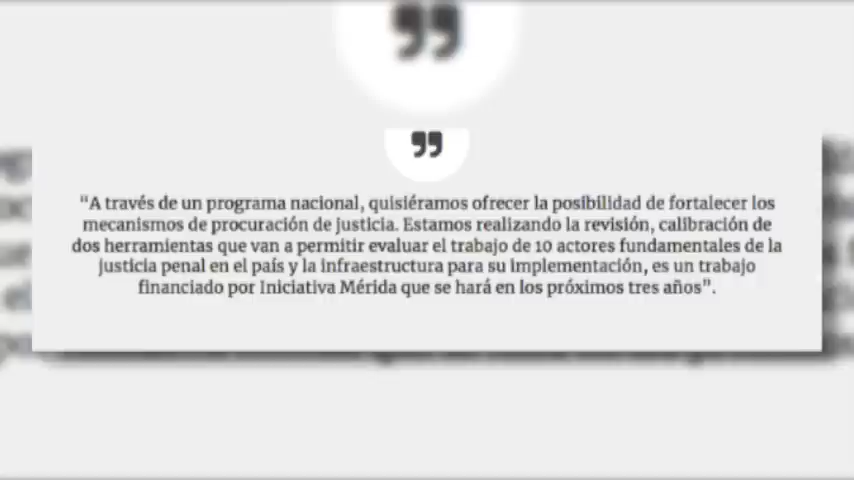 ”
”
“A través de un programa nacional, quisiéramos ofrecer la posibilidad de fortalecer los
mecanismos de procuración de justicia. Estamos realizando la revisión, calibración de
dos herramientas que van a permitir evaluar el trabajo de 10 actores fundamentales de la
justicia penal en el país y la infraestructura para su implementación, es un trabajo
financiado por Iniciativa Mérida que se hará en los próximos tres años”.